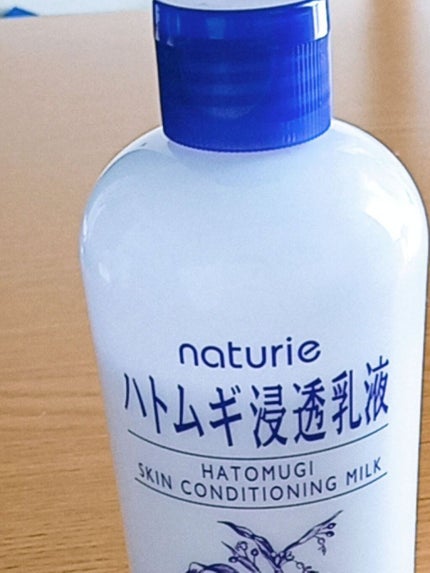 naturie
ハトムギ浸透乳液
HATOMUGI
SKIN CONDITIONING MILK